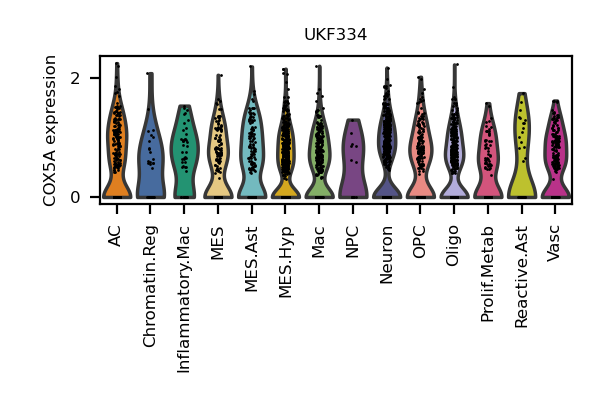 UKF334
COX5A expression
2
0
AC
Chromatin.Reg
Inflammatory.Mac
MES
MES.Ast
MES.Hyp
Mac
NPC
Neuron
OPC
Oligo
Prolif.Metab
Reactive.Ast
Vasc